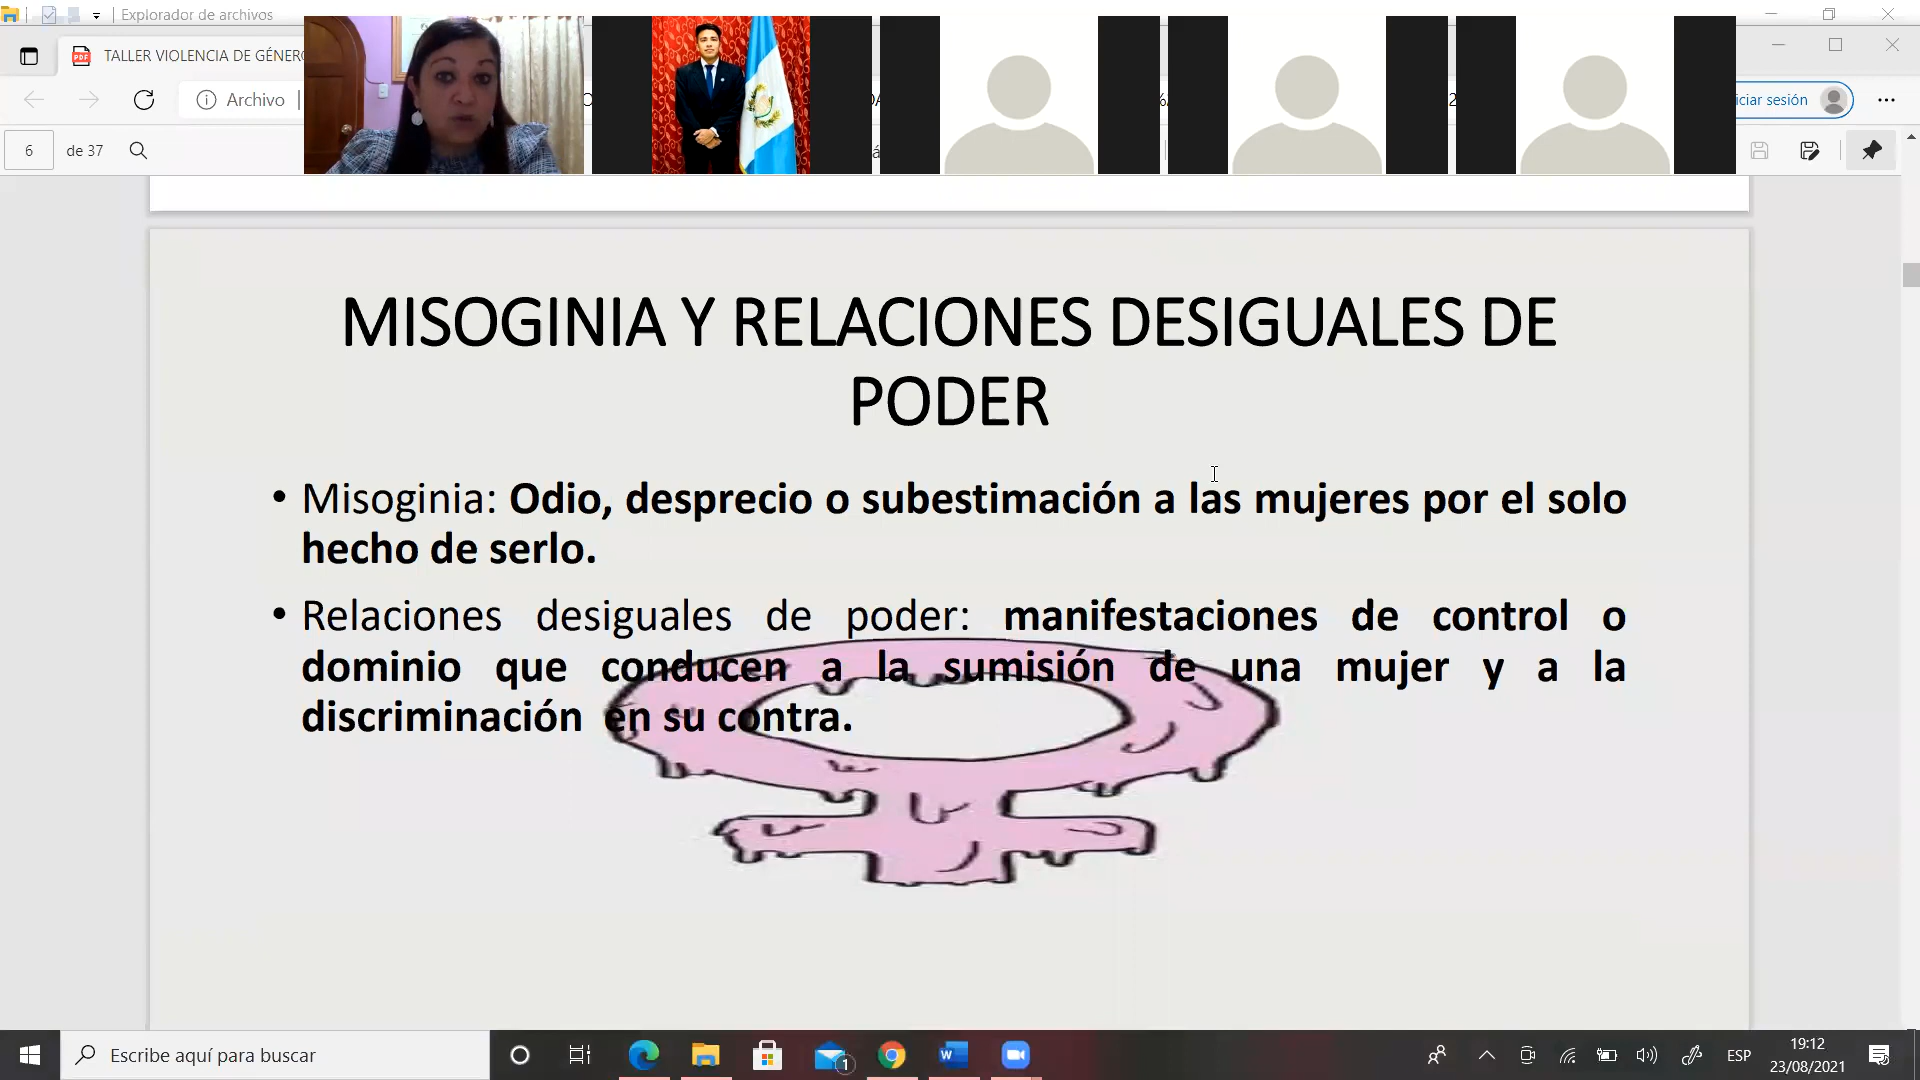 Explorador de archivos
TALLER VIOLENCIA DE GÉNERO
Archivo
iciar sesión
6 de 37
MISOGINIA Y RELACIONES DESIGUALES DE
PODER
• Misoginia: Odio, desprecio o subestimación a las mujeres por el solo
hecho de serlo.
• Relaciones desiguales de poder: manifestaciones de control o
dominio que conducen a la sumisión de una mujer y a la
discriminación en su contra.
Escribe aquí para buscar
1
ESP
19:12
23/08/2021